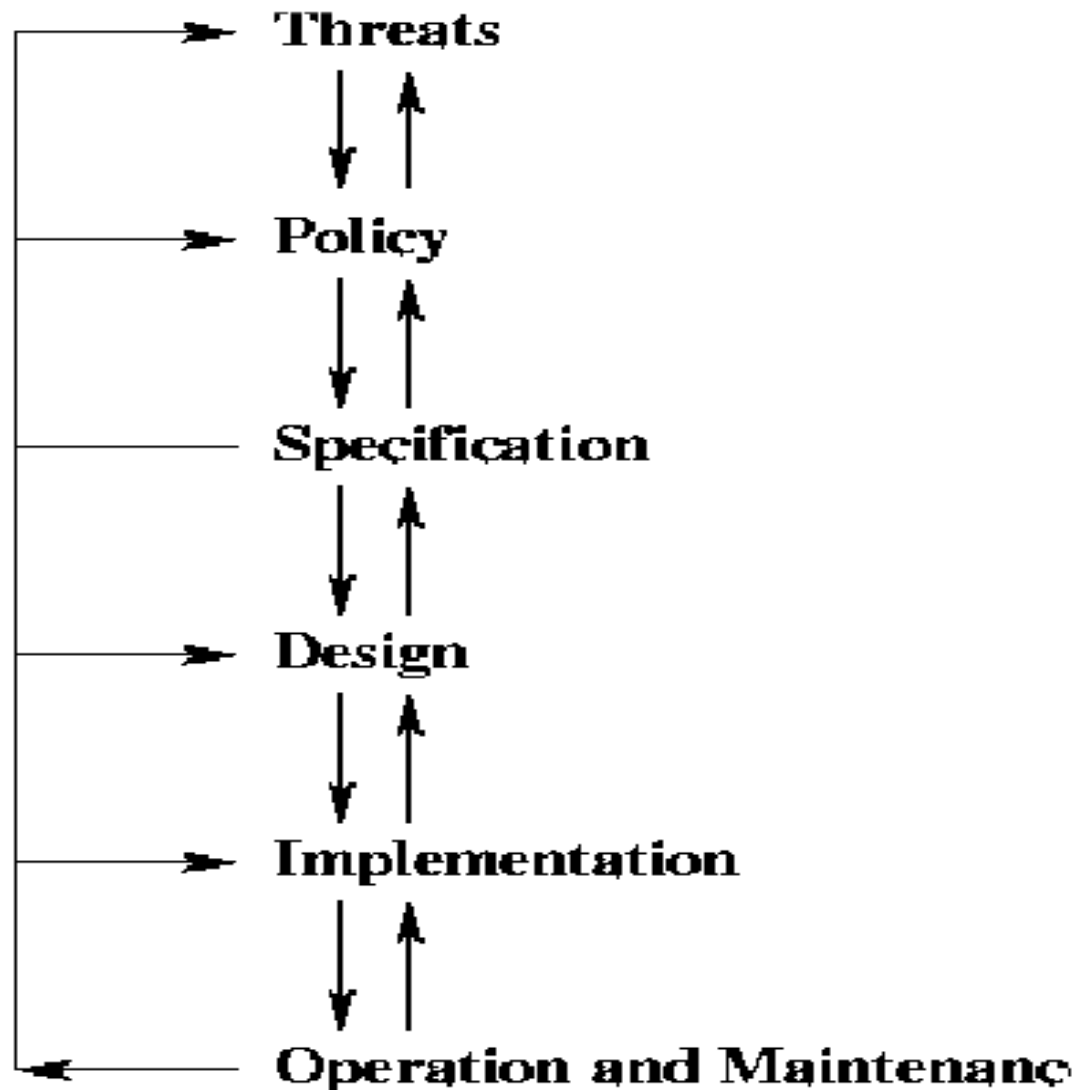 Threats
Policy
Specification
Design
Implementation
Operation and Maintenanc